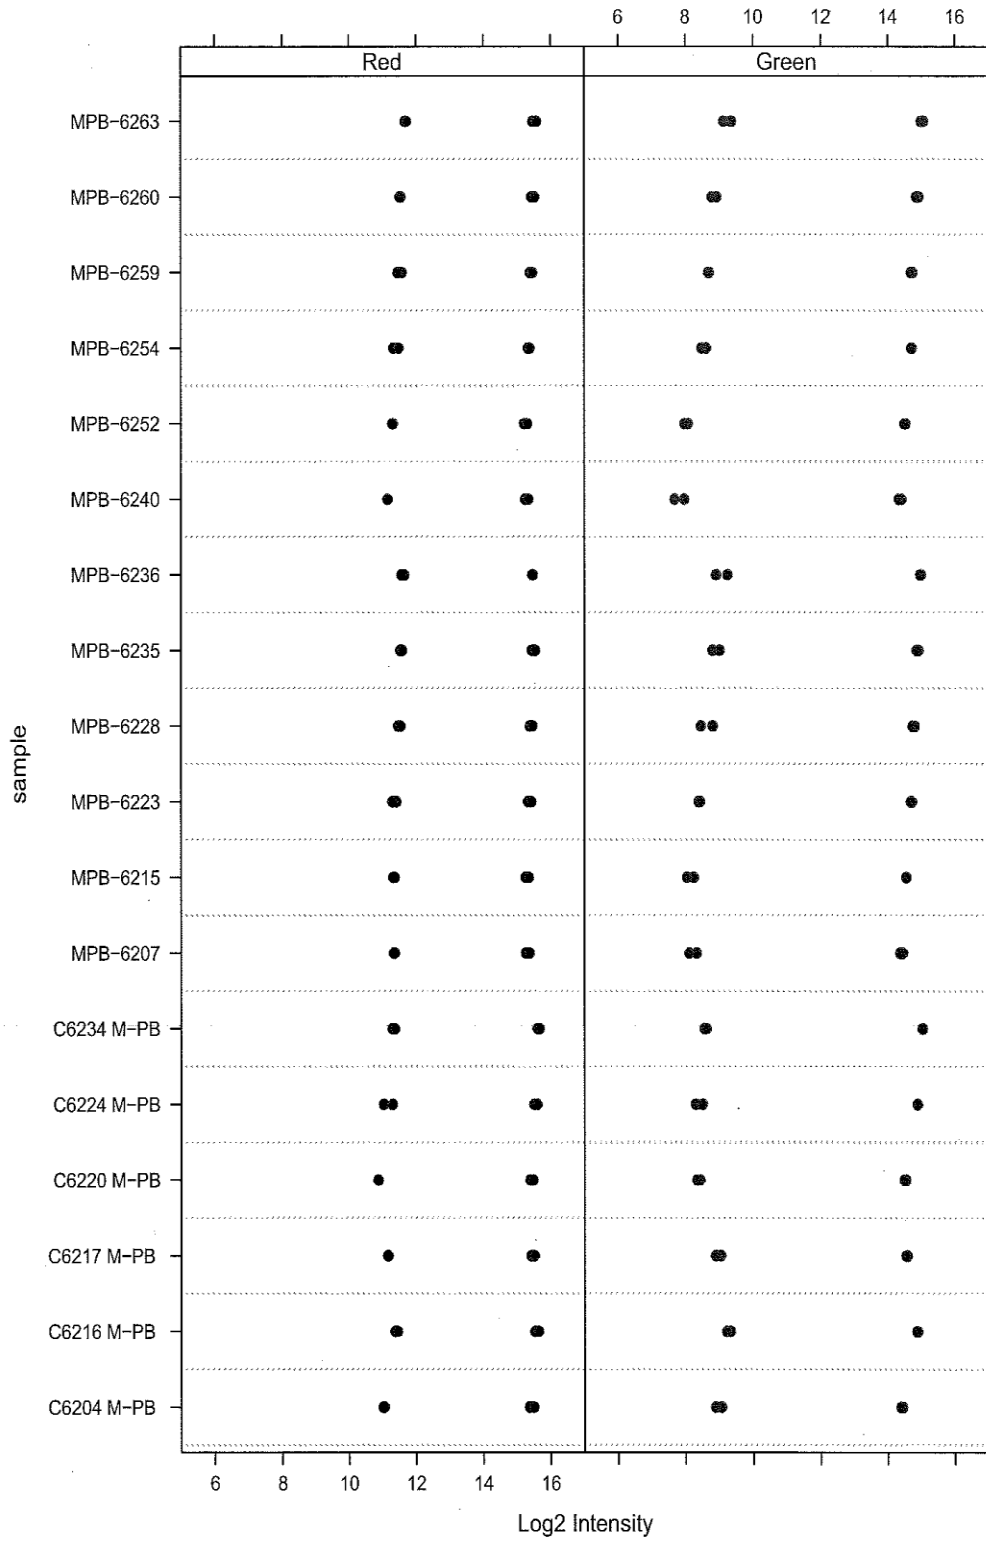 6 8 10 12 14 16
Red Green
MPB-6263
MPB-6260
MPB-6259
MPB-6254
MPB-6252
MPB-6240
MPB-6236
MPB-6235
MPB-6228
sample
MPB-6223
MPB-6215
MPB-6207
C6234 M-PB
C6224 M-PB
C6220 M-PB
C6217 M-PB
C6216 M-PB
C6204 M-PB
6 8 10 12 14 16
Log2 Intensity